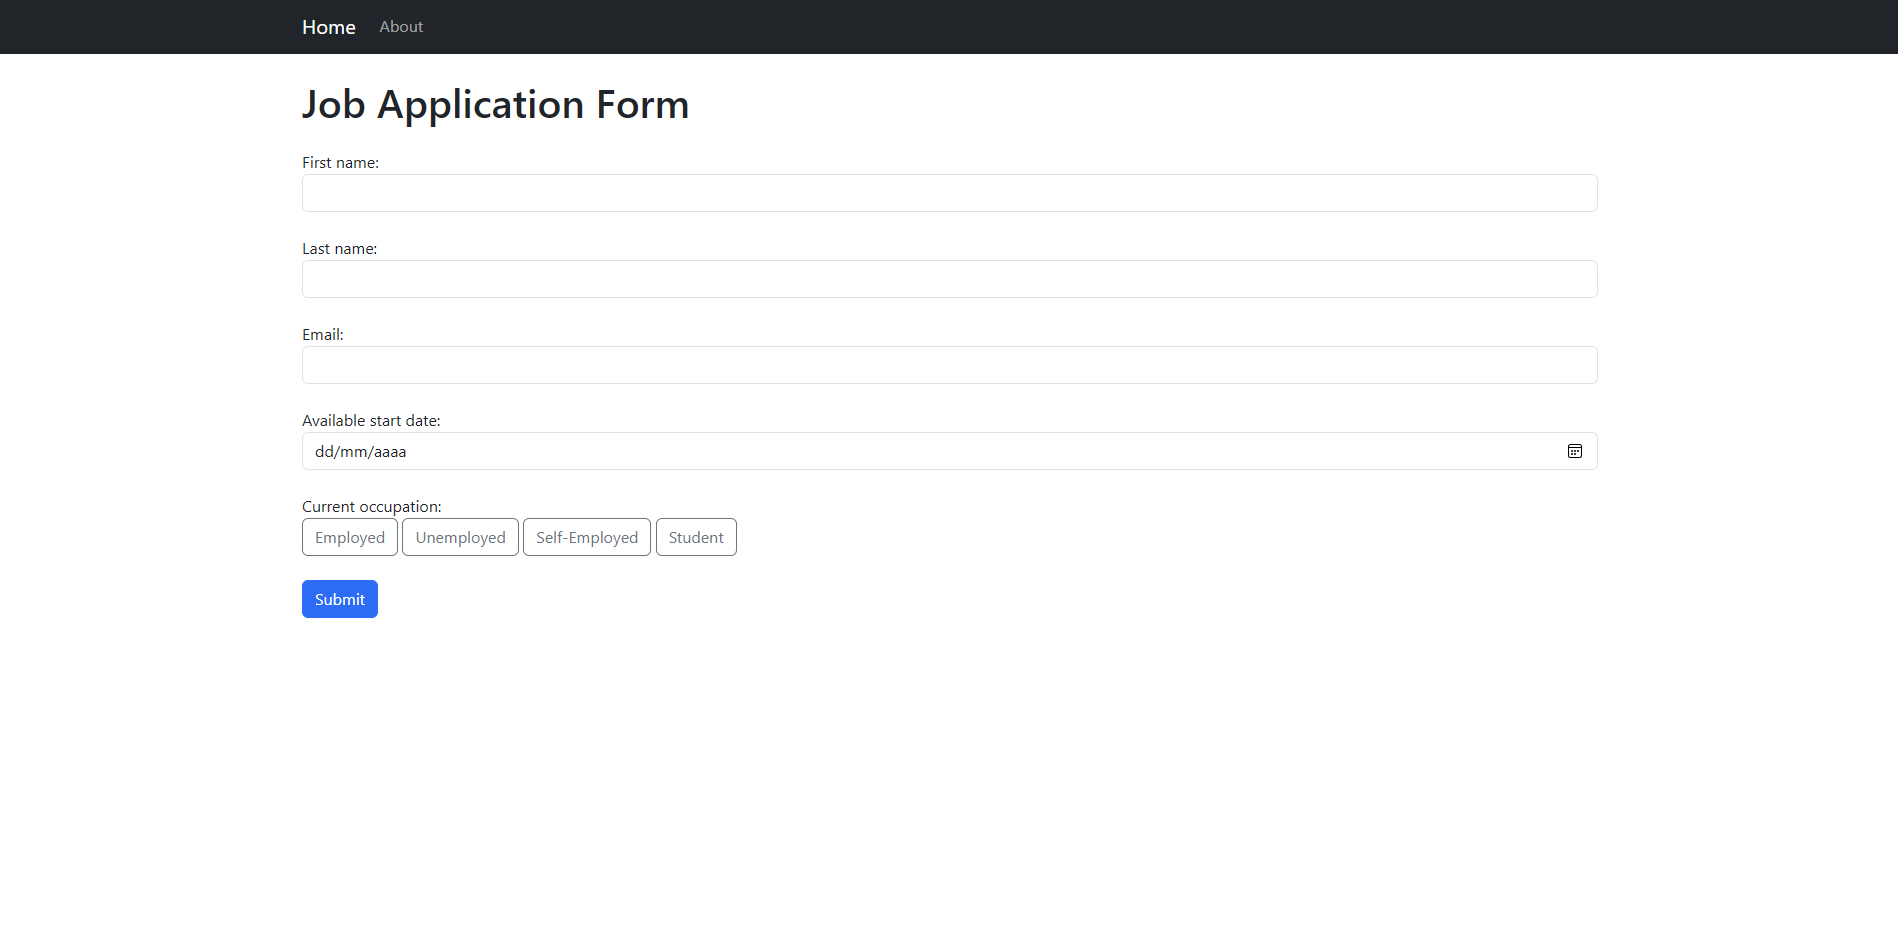 Home About
Job Application Form
First name:
Last name:
Email:
Available start date:
dd/mm/aaaa
Current occupation:
Employed Unemployed Self-Employed Student
Submit